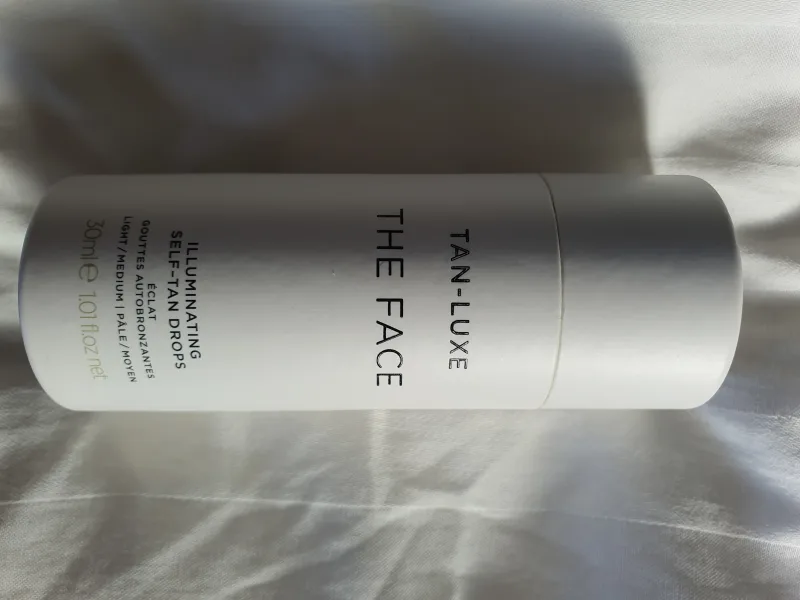 TAN-LUXE
THE FACE
ILLUMINATING
SELF-TAN DROPS
ÉCLAT
GOUTTES AUTOBRONZANTES
LIGHT/MEDIUM | PÂLE/MOYEN
30ml ℮ 1.01 fl.oz net